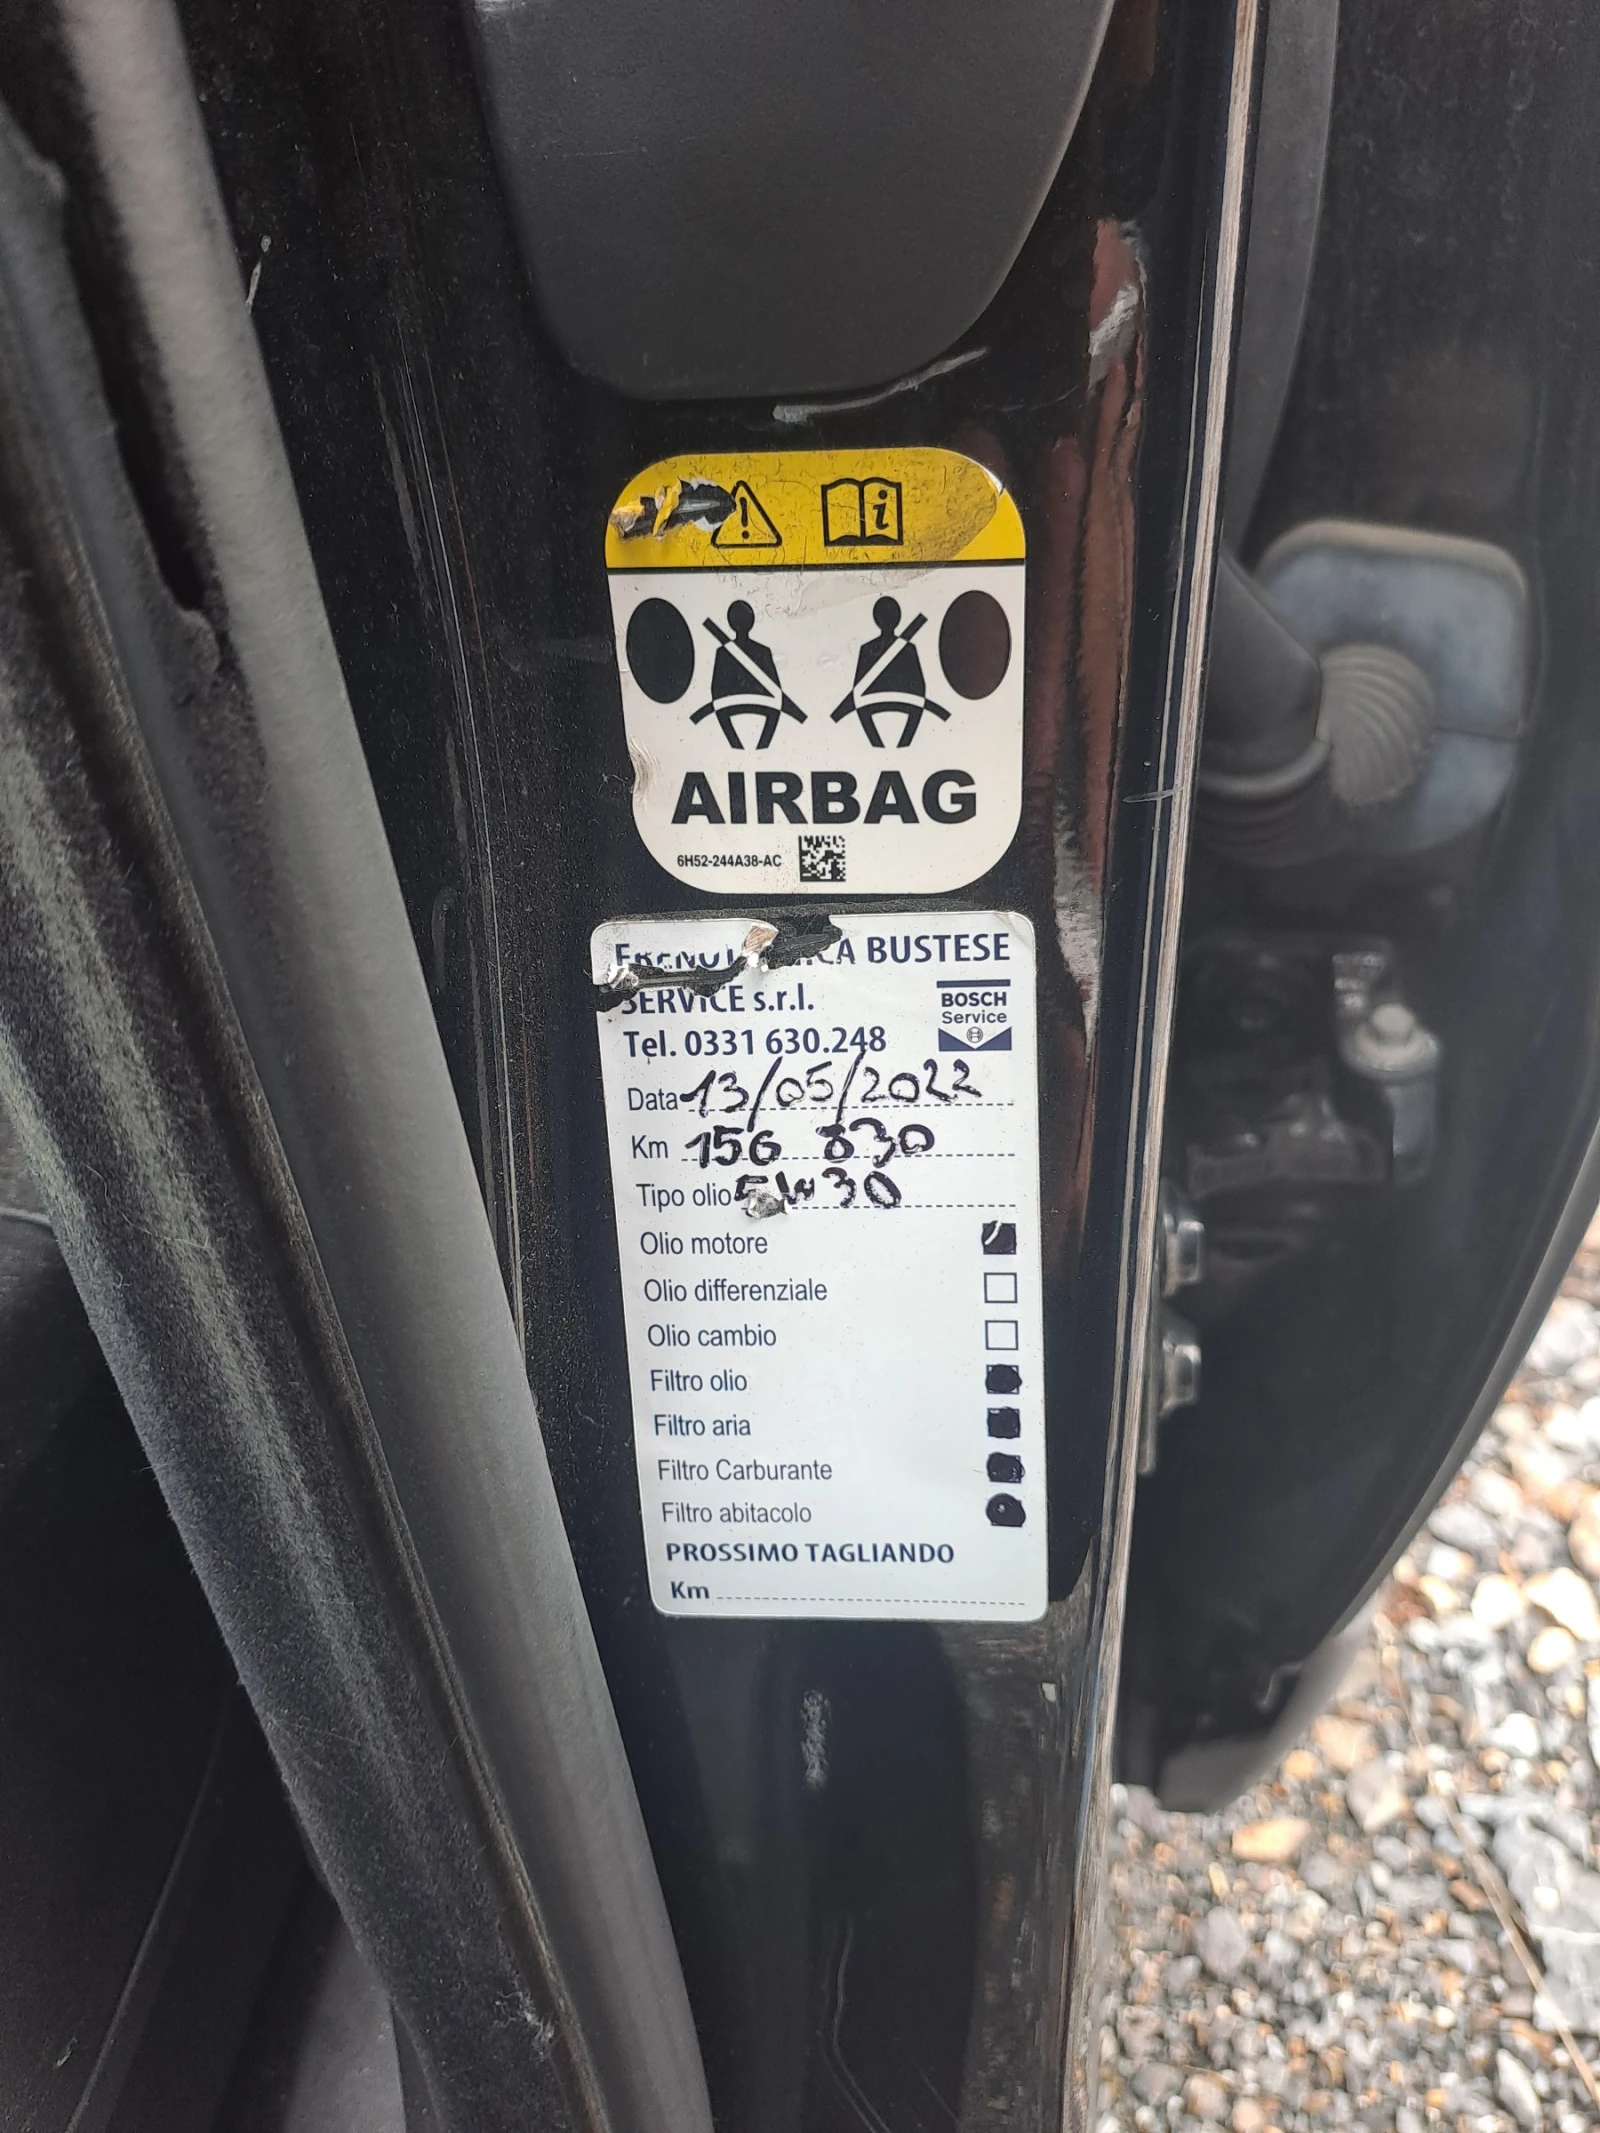 AIRBAG
6H52-244A38-AC
BUSTESE
SERVICE s.r.l.
BOSCH
Service
Tel. 0331 630.248
Data 13/05/2022
Km 156 830
Tipo olio 5W30
Olio motore
Olio differenziale
Olio cambio
Filtro olio
Filtro aria
Filtro Carburante
Filtro abitacolo
PROSSIMO TAGLIANDO
Km